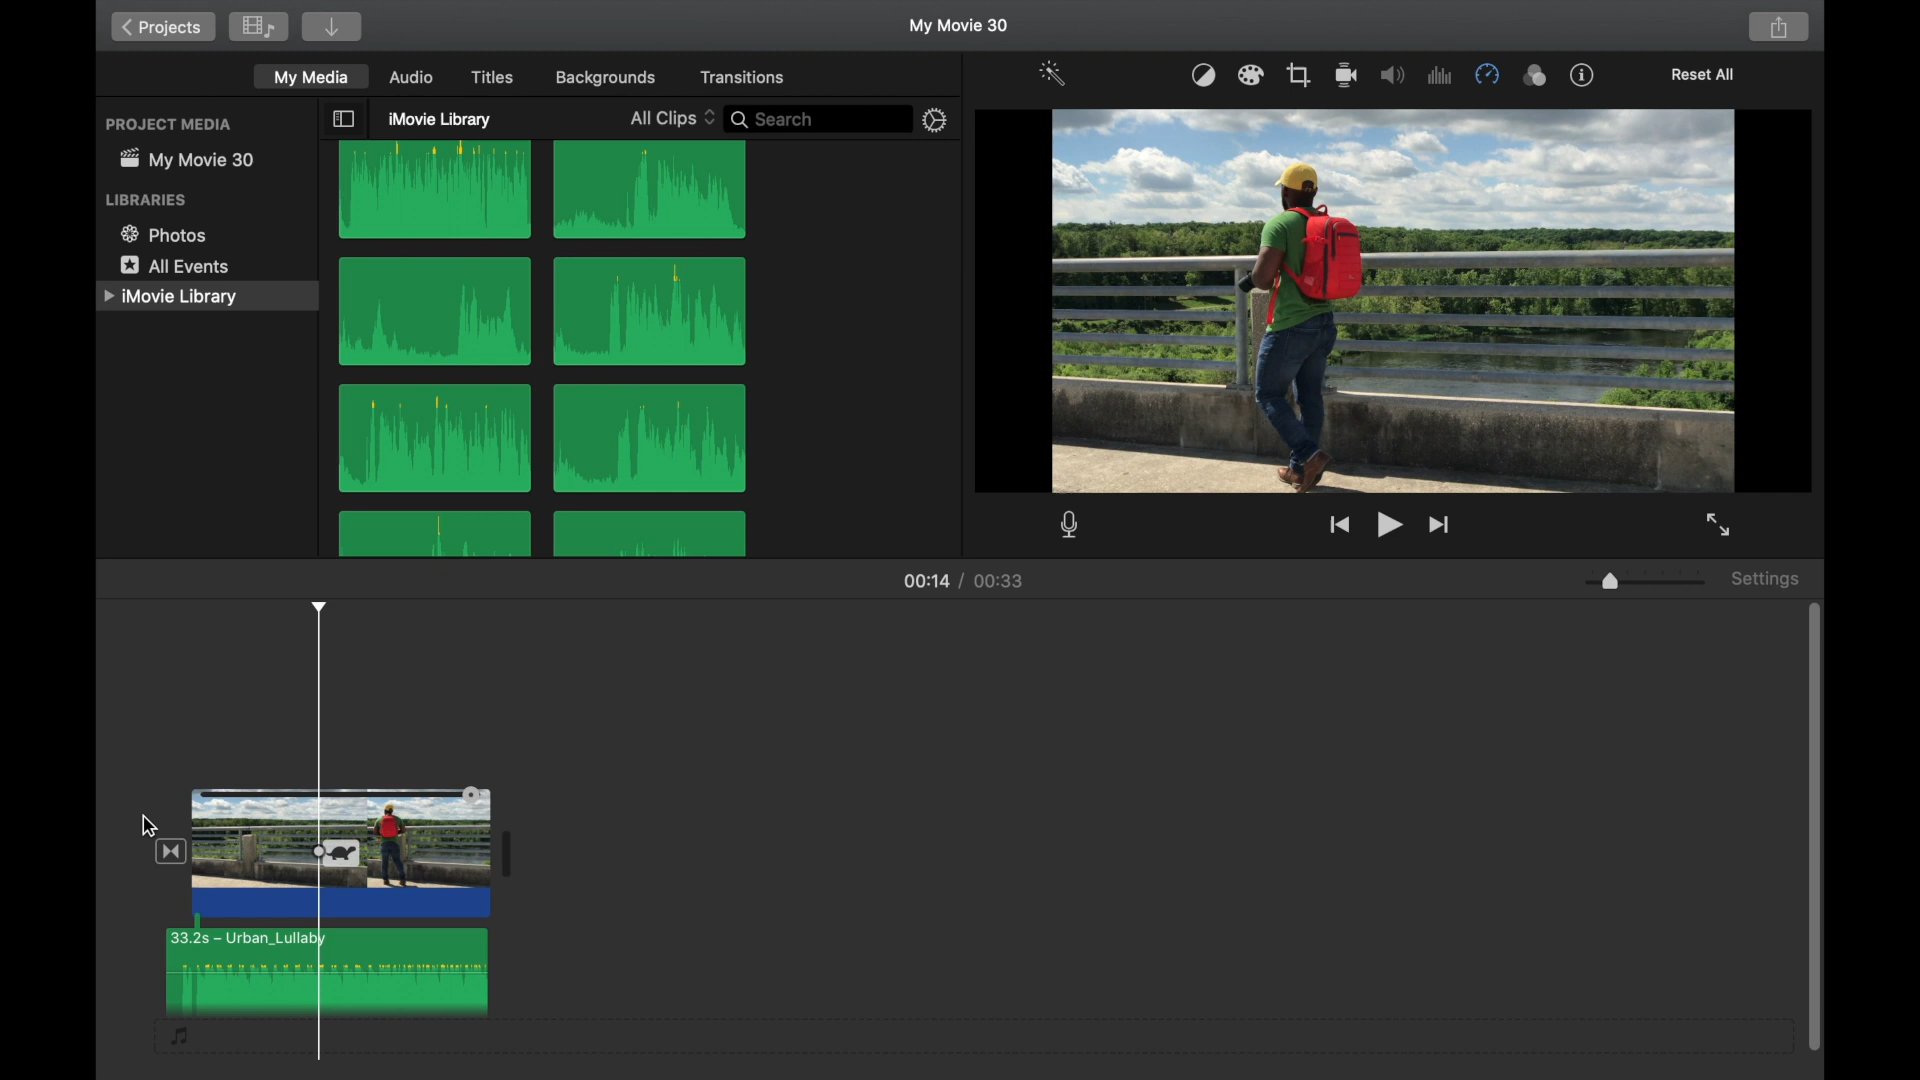 Projects
My Movie 30
My Media
Audio
Titles
Backgrounds
Transitions
Reset All
PROJECT MEDIA
My Movie 30
LIBRARIES
Photos
All Events
iMovie Library
iMovie Library
All Clips
Search
00:14 / 00:33
Settings
33.2s – Urban_Lullaby